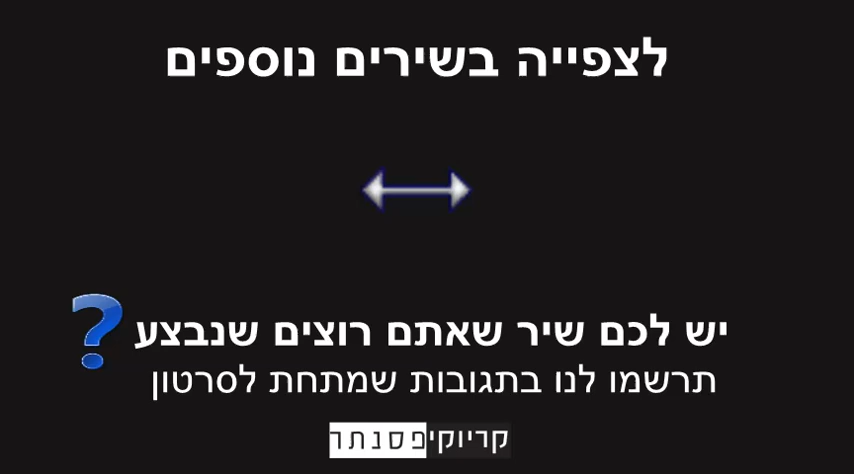 לצפייה בשירים נוספים
יש לכם שיר שאתם רוצים שנבצע?
תרשמו לנו בתגובות שמתחת לסרטון
קריוקיפסנתר